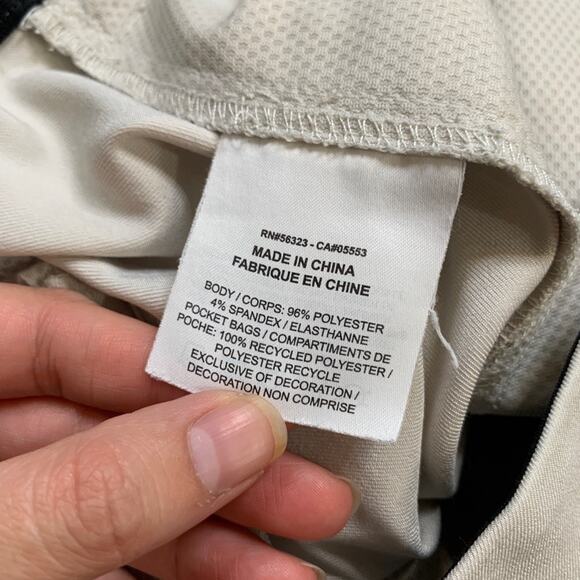 RN#56323 - CA#05553
MADE IN CHINA
FABRIQUE EN CHINE
BODY / CORPS: 96% POLYESTER
4% SPANDEX / ELASTHANNE
POCKET BAGS / COMPARTIMENTS DE
POCHE: 100% RECYCLED POLYESTER /
POLYESTER RECYCLE
EXCLUSIVE OF DECORATION /
DECORATION NON COMPRISE